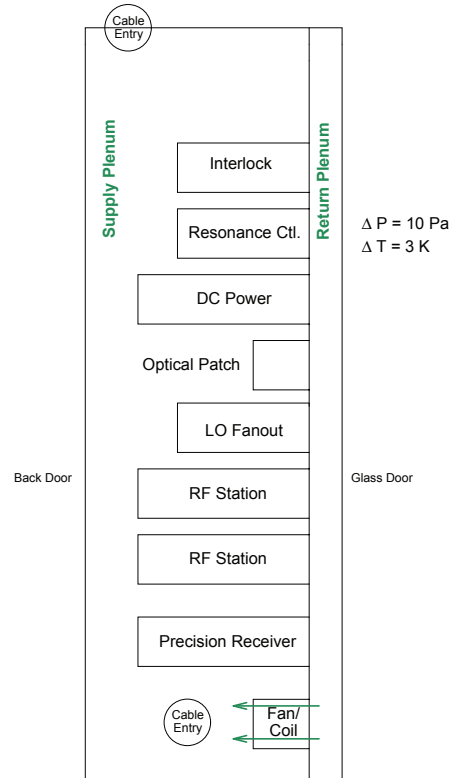 Cable
Entry
Supply Plenum
Return Plenum
Interlock
Resonance Ctl.
Δ P = 10 Pa
Δ T = 3 K
DC Power
Optical Patch
LO Fanout
Back Door
RF Station
Glass Door
RF Station
Precision Receiver
Cable
Entry
Fan/
Coil